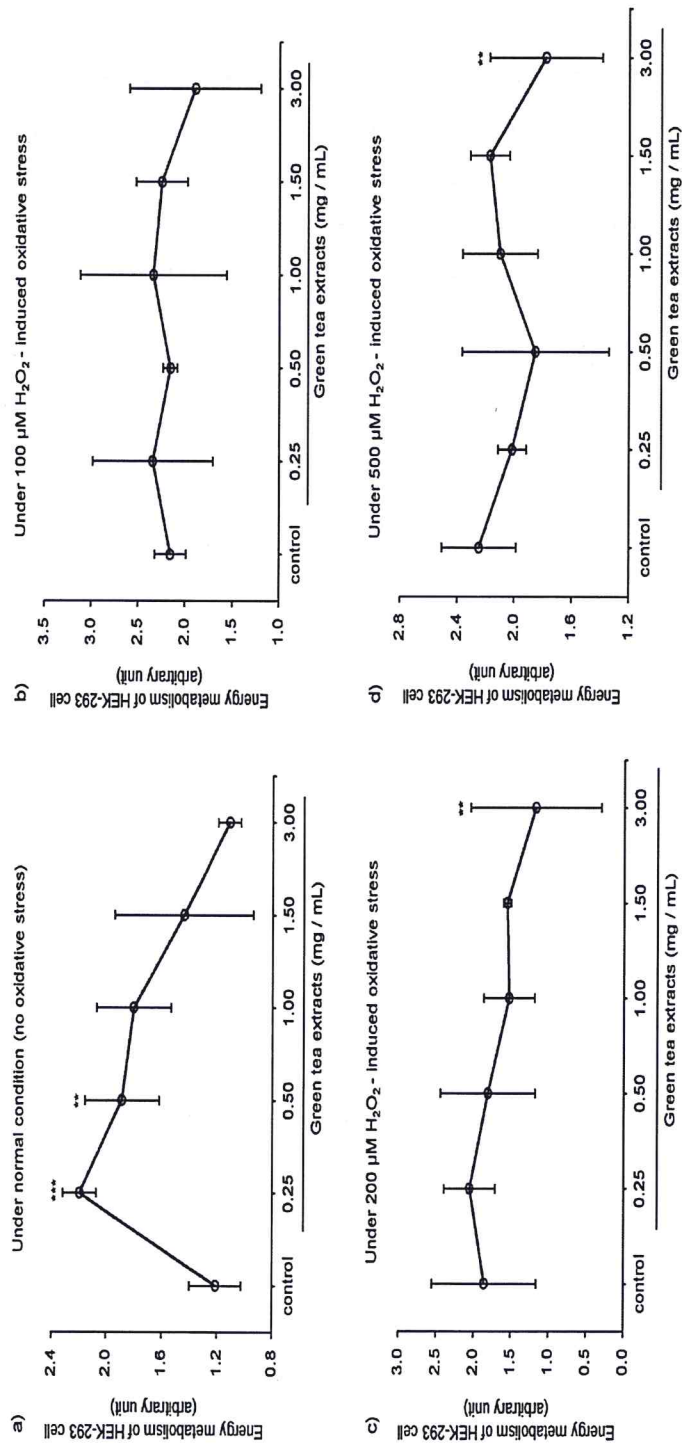 a)
Under normal condition (no oxidative stress)
Energy metabolism of HEK-293 cell
(arbitrary unit)
2.4
2.0
1.6
1.2
0.8
***
**
control
0.25
0.50
1.00
1.50
3.00
Green tea extracts (mg / mL)
b)
Under 100 µM H₂O₂ - induced oxidative stress
Energy metabolism of HEK-293 cell
(arbitrary unit)
3.5
3.0
2.5
2.0
1.5
1.0
control
0.25
0.50
1.00
1.50
3.00
Green tea extracts (mg / mL)
c)
Under 200 µM H₂O₂ - induced oxidative stress
Energy metabolism of HEK-293 cell
(arbitrary unit)
3.0
2.5
2.0
1.5
1.0
0.5
0.0
**
control
0.25
0.50
1.00
1.50
3.00
Green tea extracts (mg / mL)
d)
Under 500 µM H₂O₂ - induced oxidative stress
Energy metabolism of HEK-293 cell
(arbitrary unit)
2.8
2.4
2.0
1.6
1.2
**
control
0.25
0.50
1.00
1.50
3.00
Green tea extracts (mg / mL)